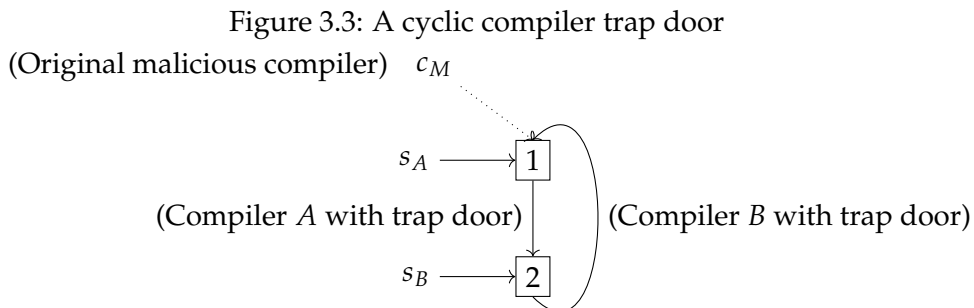 Figure 3.3: A cyclic compiler trap door
(Original malicious compiler) c_M
s_A 1
(Compiler A with trap door) (Compiler B with trap door)
s_B 2